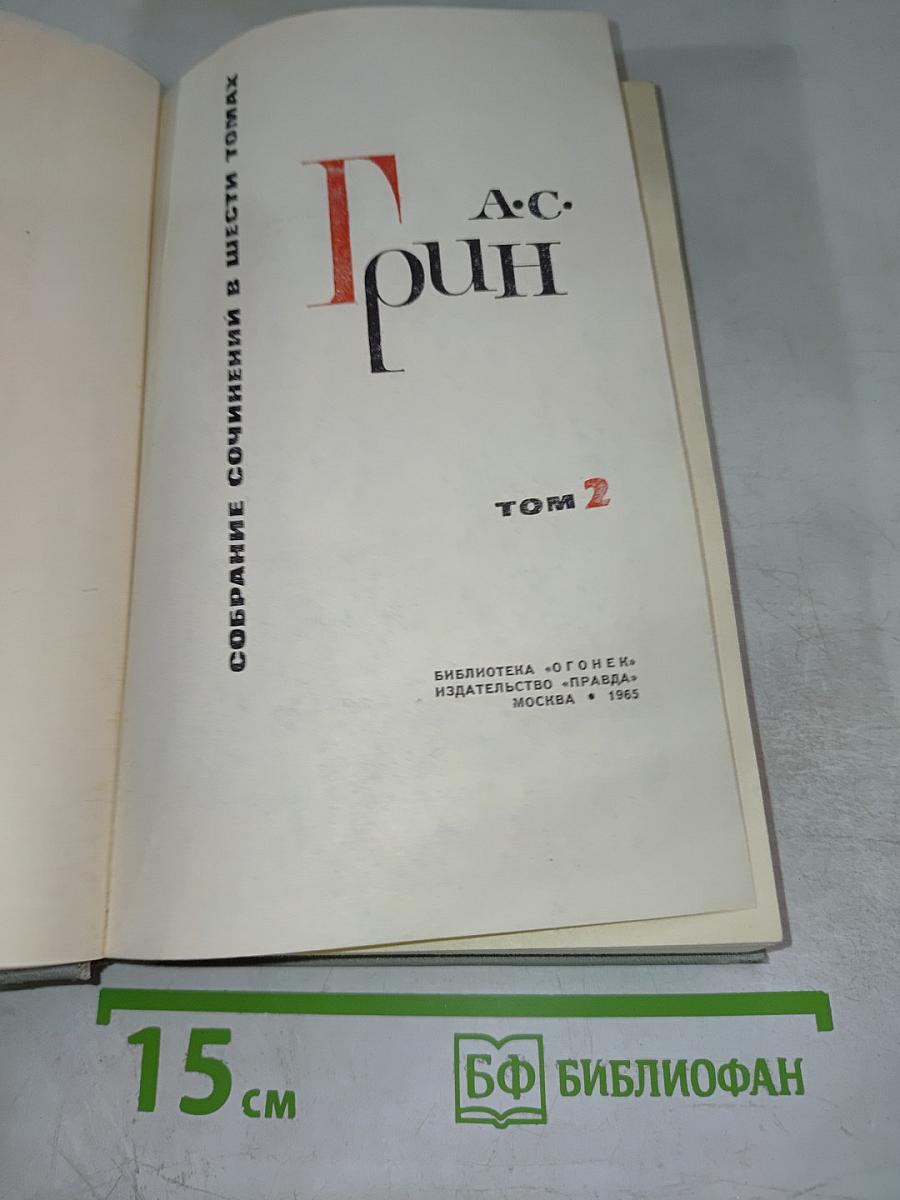 СОБРАНИЕ СОЧИНЕНИЙ В ШЕСТИ ТОМАХ
А·С·
Грин
ТОМ 2
БИБЛИОТЕКА «ОГОНЕК»
ИЗДАТЕЛЬСТВО «ПРАВДА»
МОСКВА • 1965
15 см
БФ БИБЛИОФАН